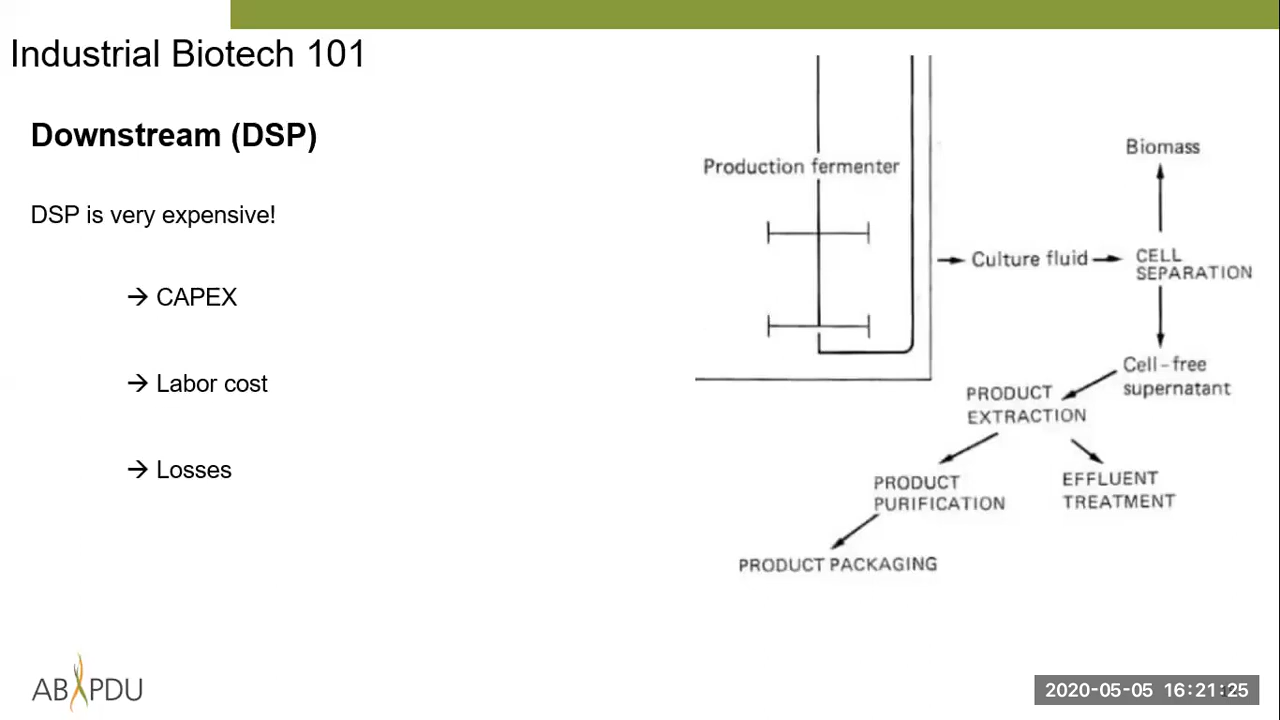 Industrial Biotech 101
Downstream (DSP)
DSP is very expensive!
→ CAPEX
→ Labor cost
→ Losses
Production fermenter
Biomass
Culture fluid
CELL
SEPARATION
Cell-free
supernatant
PRODUCT
EXTRACTION
PRODUCT
PURIFICATION
EFFLUENT
TREATMENT
PRODUCT PACKAGING
ABPDU
2020-05-05 16:21:25